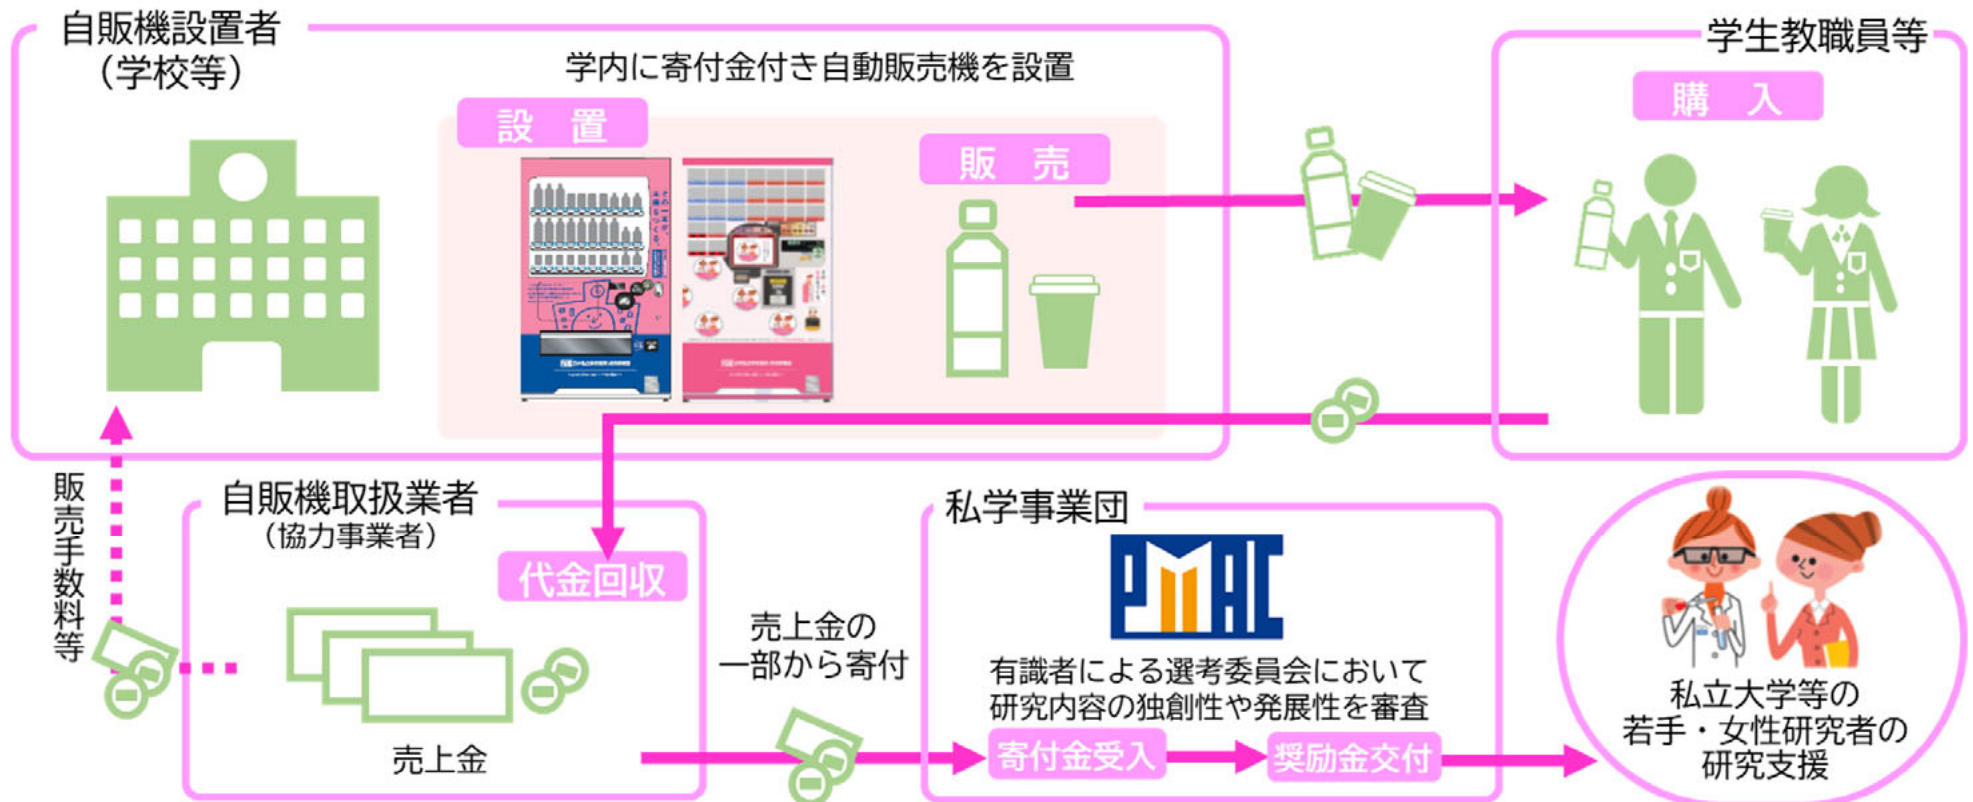 自販機設置者
（学校等）
学内に寄付金付き自動販売機を設置
設　置
販　売
学生教職員等
購　入
販売手数料等
自販機取扱業者
（協力事業者）
代金回収
売上金
売上金の
一部から寄付
私学事業団
PMAC
有識者による選考委員会において
研究内容の独創性や発展性を審査
寄付金受入
奨励金交付
私立大学等の
若手・女性研究者の
研究支援